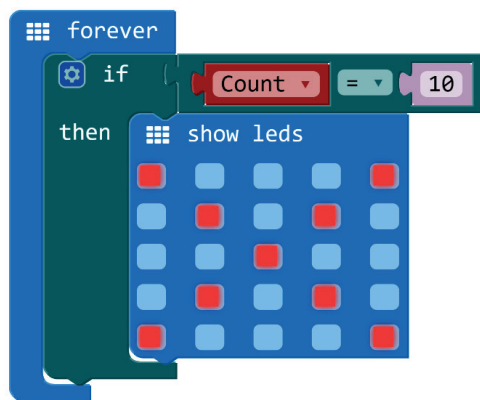 forever
if Count = 10
then show leds